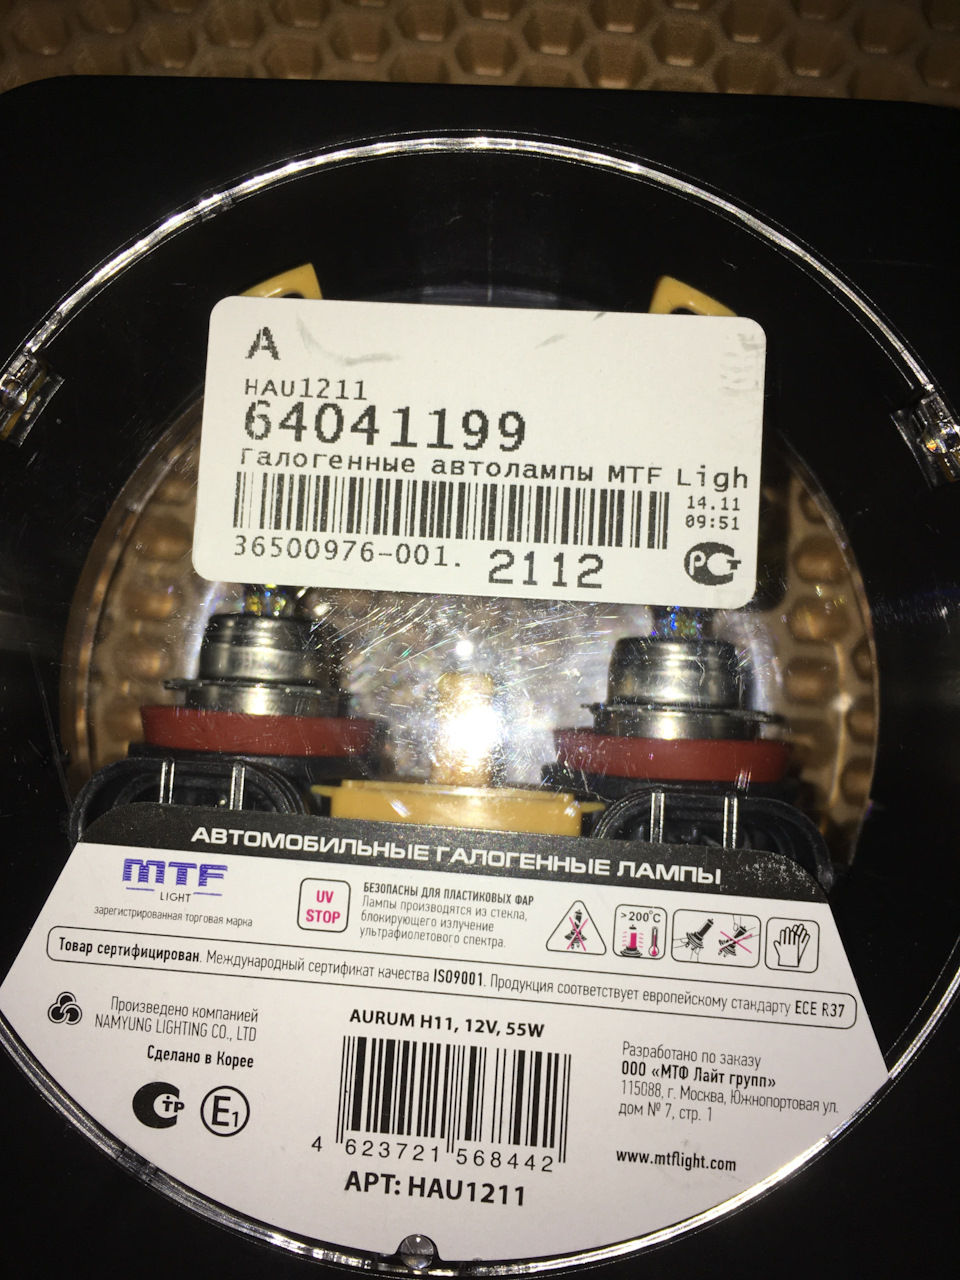 A
HAU1211
64041199
Галогенные автолампы MTF Ligh
14.11
09:51
36500976-001.
2112
РСТ
АВТОМОБИЛЬНЫЕ ГАЛОГЕННЫЕ ЛАМПЫ
MTF
LIGHT
зарегистрированная торговая марка
UV
STOP
БЕЗОПАСНЫ ДЛЯ ПЛАСТИКОВЫХ ФАР
Лампы производятся из стекла,
блокирующего излучение
ультрафиолетового спектра.
>200°C
Товар сертифицирован. Международный сертификат качества ISO9001. Продукция соответствует европейскому стандарту ECE R37
Произведено компанией
NAMYUNG LIGHTING CO., LTD
Сделано в Корее
СТР
E1
AURUM H11, 12V, 55W
4 623721 568442
АРТ: HAU1211
Разработано по заказу
ООО «МТФ Лайт групп»
115088, г. Москва, Южнопортовая ул.
дом № 7, стр. 1
www.mtflight.com